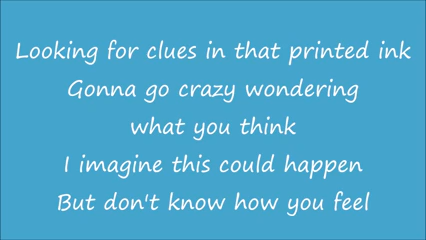 Looking for clues in that printed ink
Gonna go crazy wondering
what you think
I imagine this could happen
But don't know how you feel